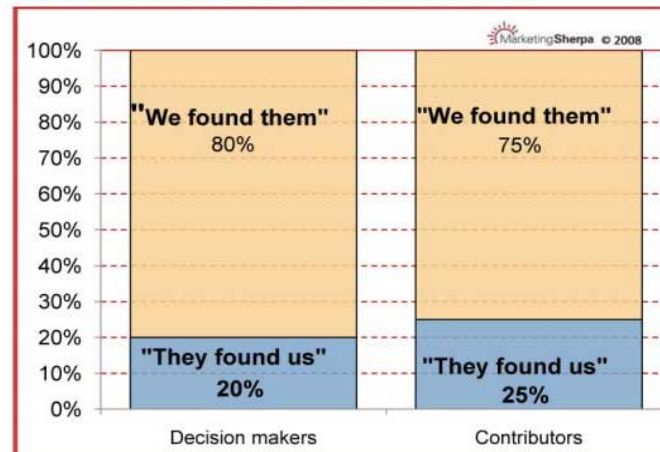 MarketingSherpa © 2008
100%
90%
80%
70%
60%
50%
40%
30%
20%
10%
0%
"We found them"
80%
"We found them"
75%
"They found us"
20%
"They found us"
25%
Decision makers
Contributors